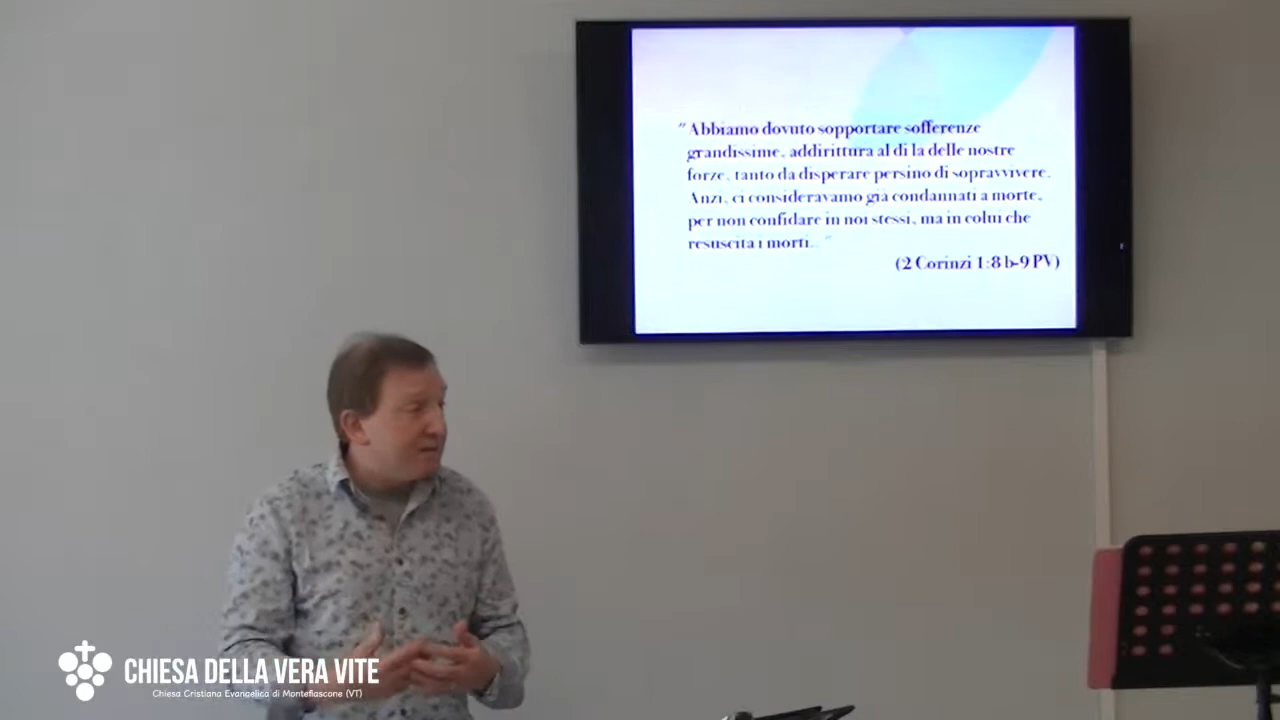 "Abbiamo dovuto sopportare sofferenze
grandissime, addirittura al di la delle nostre
forze, tanto da disperare persino di sopravvivere.
Anzi, ci consideravamo già condannati a morte,
per non confidare in noi stessi, ma in colui che
resuscita i morti. "
(2 Corinzi 1:8 b-9 PV)
CHIESA DELLA VERA VITE
Chiesa Cristiana Evangelica di Montefiascone (VT)